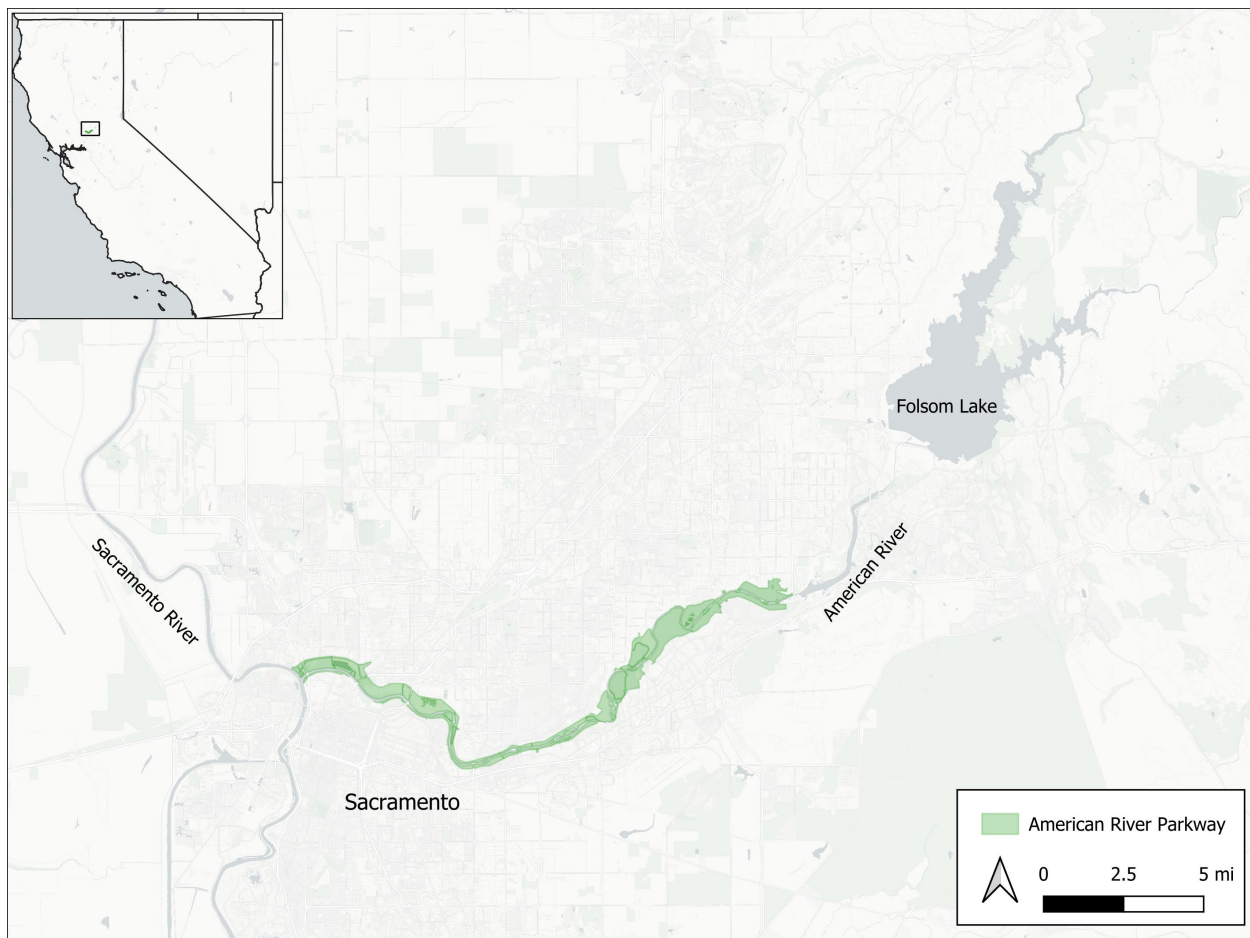 Folsom Lake
Sacramento River
American River
Sacramento
American River Parkway
0 2.5 5 mi